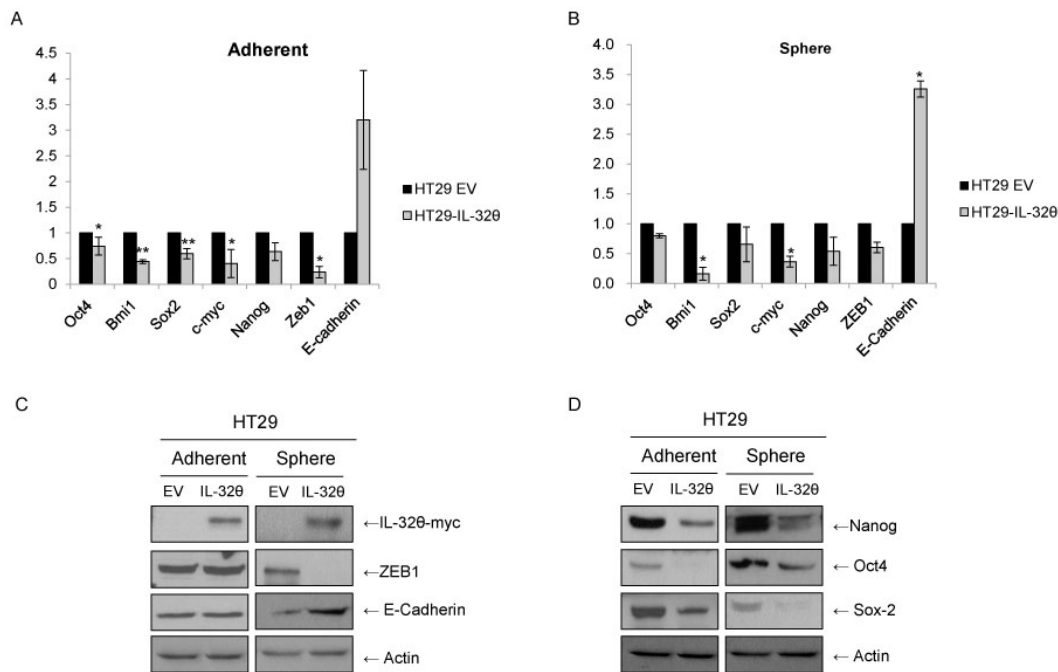 A
Adherent
4.5
4
3.5
3
2.5
2
1.5
1
0.5
0
*
**
**
*
*
Oct4
Bmi1
Sox2
c-myc
Nanog
Zeb1
E-cadherin
HT29 EV
HT29-IL-32θ
B
Sphere
4.0
3.5
3.0
2.5
2.0
1.5
1.0
0.5
0.0
*
*
*
Oct4
Bmi1
Sox2
c-myc
Nanog
ZEB1
E-Cadherin
HT29 EV
HT29-IL-32θ
C
HT29
Adherent Sphere
EV IL-32θ EV IL-32θ
←IL-32θ-myc
←ZEB1
← E-Cadherin
← Actin
D
HT29
Adherent Sphere
EV IL-32θ EV IL-32θ
←Nanog
← Oct4
← Sox-2
← Actin